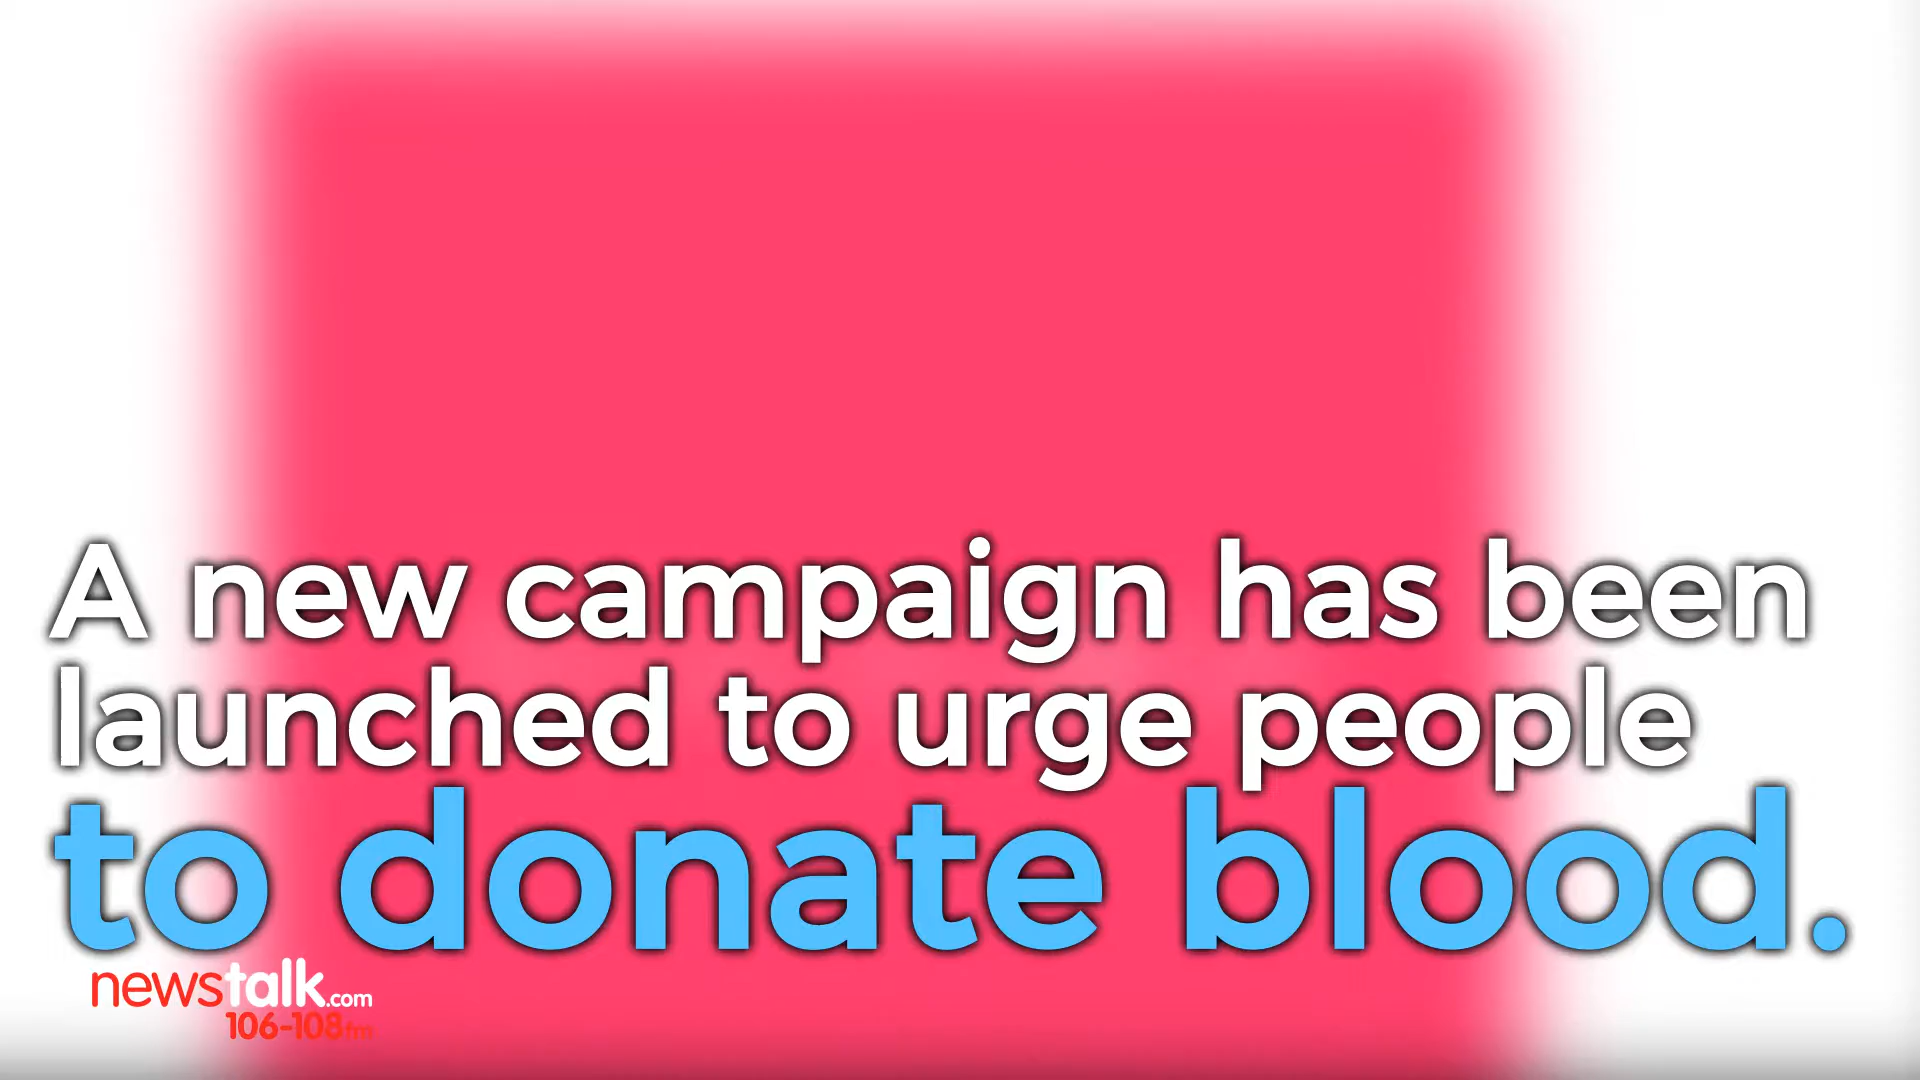 A new campaign has been
launched to urge people
to donate blood.
newstalk.com
106-108fm